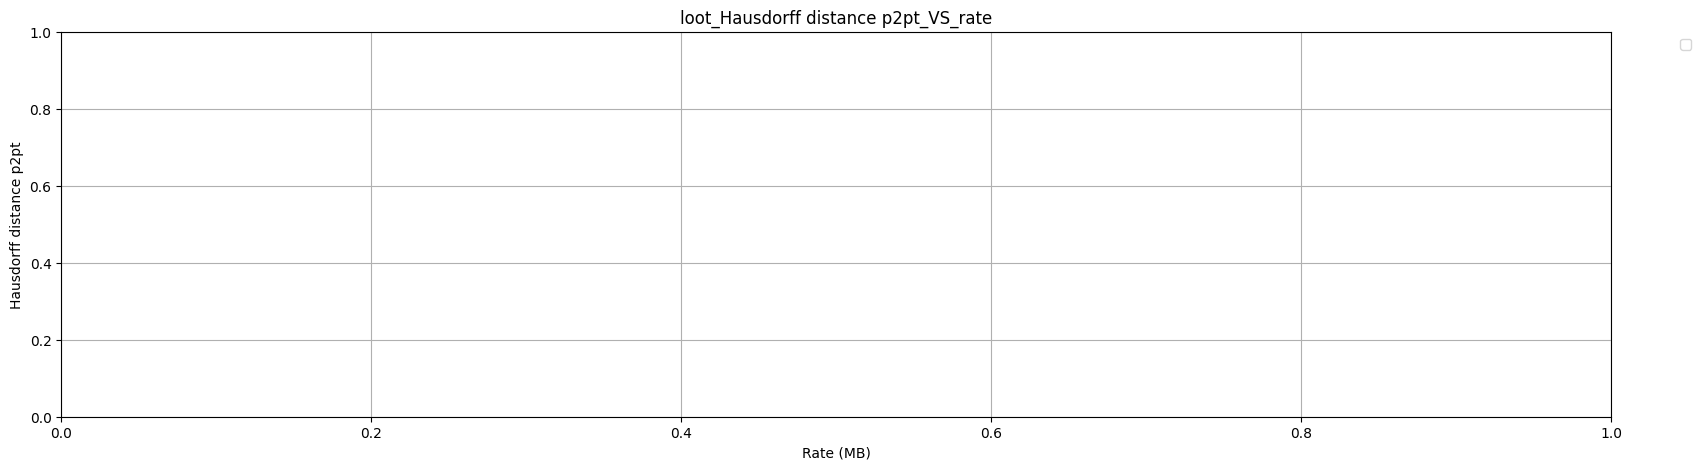 loot_Hausdorff distance p2pt_VS_rate
1.0
0.8
0.6
0.4
0.2
0.0
Hausdorff distance p2pt
0.0 0.2 0.4 0.6 0.8 1.0
Rate (MB)